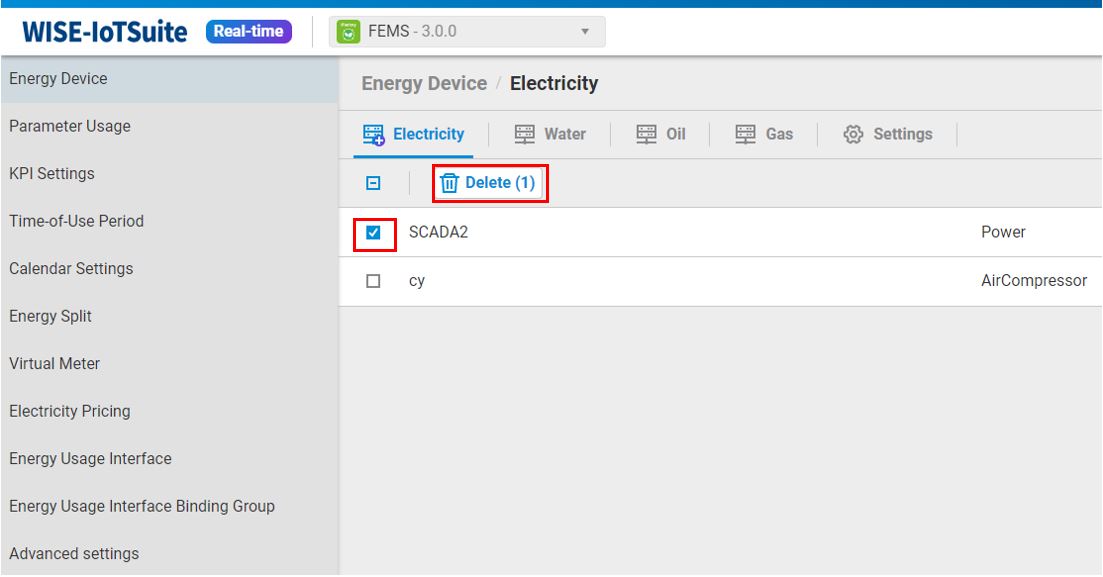 WISE-IoTSuite Real-time FEMS - 3.0.0
Energy Device
Parameter Usage
KPI Settings
Time-of-Use Period
Calendar Settings
Energy Split
Virtual Meter
Electricity Pricing
Energy Usage Interface
Energy Usage Interface Binding Group
Advanced settings
Energy Device / Electricity
Electricity Water Oil Gas Settings
Delete (1)
SCADA2 Power
cy AirCompressor